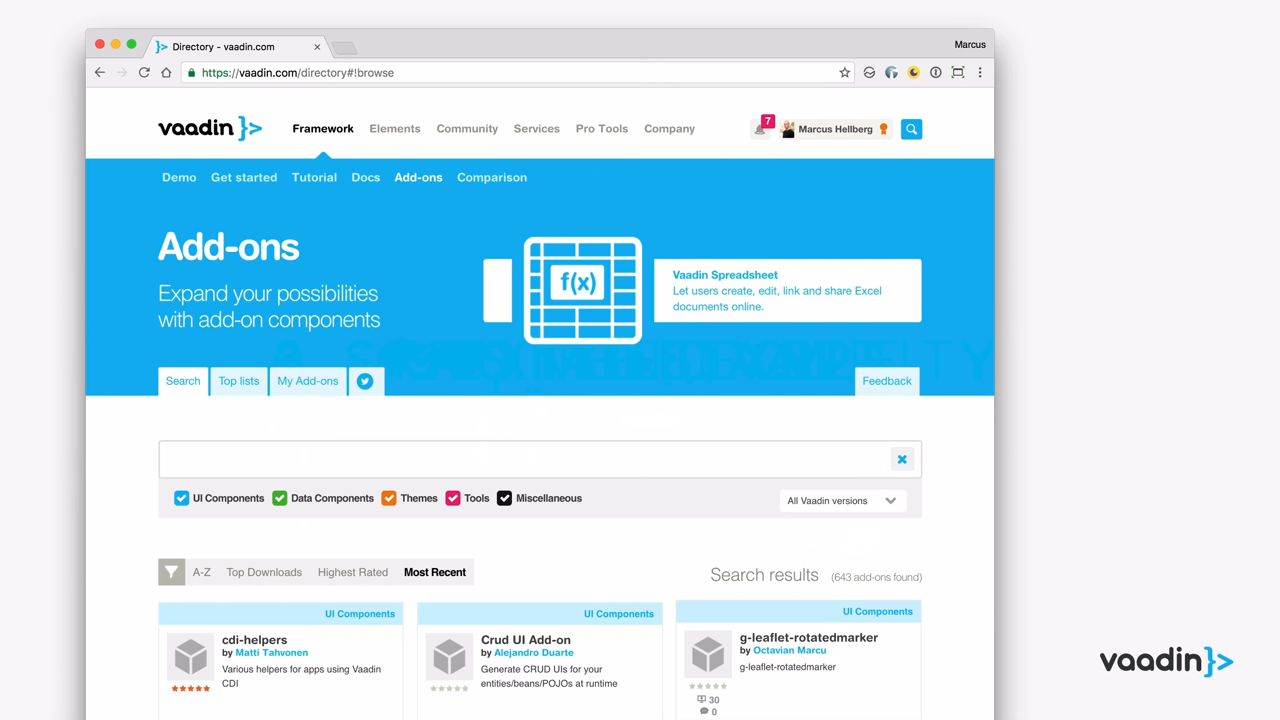 Directory - vaadin.com
Marcus
https://vaadin.com/directory#!browse
vaadin
Framework Elements Community Services Pro Tools Company
7
Marcus Hellberg
Demo Get started Tutorial Docs Add-ons Comparison
Add-ons
Expand your possibilities
with add-on components
f(x)
Vaadin Spreadsheet
Let users create, edit, link and share Excel
documents online.
Search Top lists My Add-ons
Feedback
UI Components Data Components Themes Tools Miscellaneous
All Vaadin versions
A-Z Top Downloads Highest Rated Most Recent
Search results (643 add-ons found)
UI Components
cdi-helpers
by Matti Tahvonen
Various helpers for apps using Vaadin
CDI
UI Components
Crud UI Add-on
by Alejandro Duarte
Generate CRUD UIs for your
entities/beans/POJOs at runtime
UI Components
g-leaflet-rotatedmarker
by Octavian Marcu
g-leaflet-rotatedmarker
30
0
vaadin